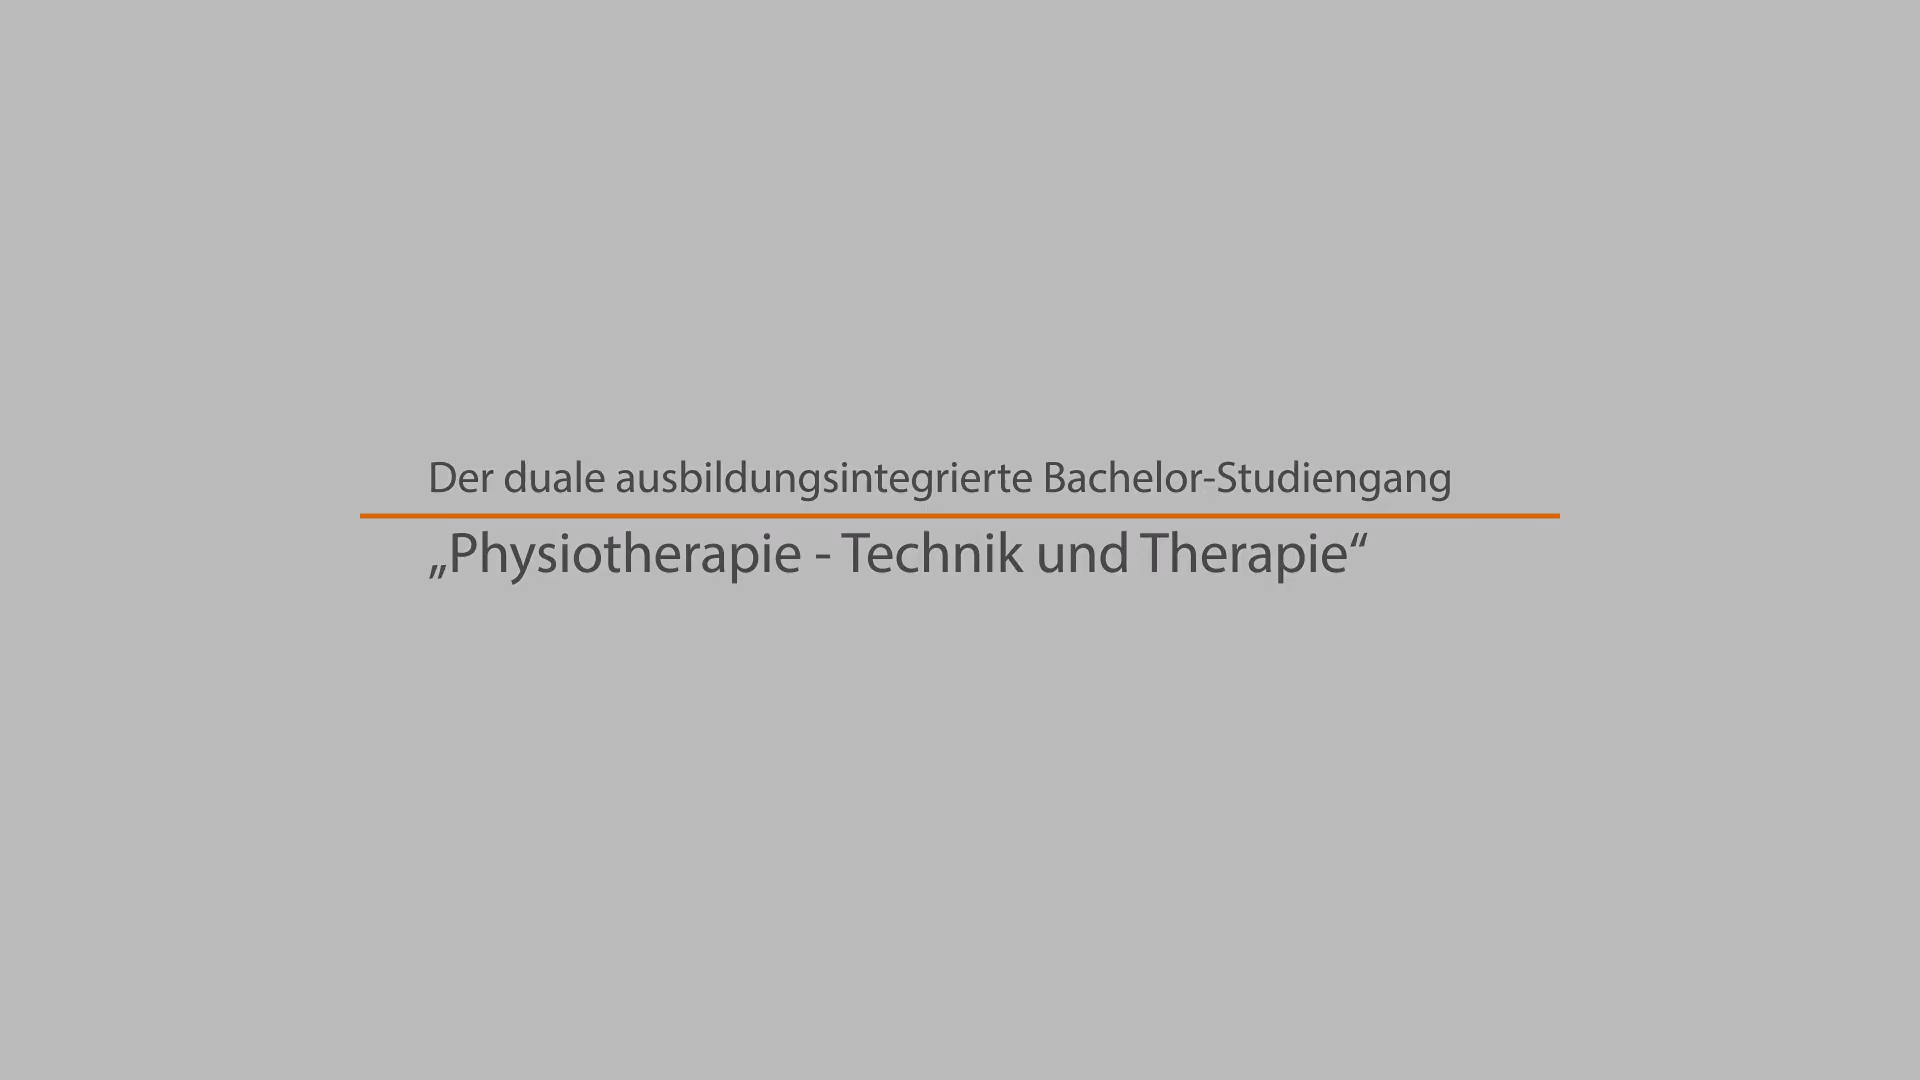 Der duale ausbildungsintegrierte Bachelor-Studiengang
„Physiotherapie - Technik und Therapie“